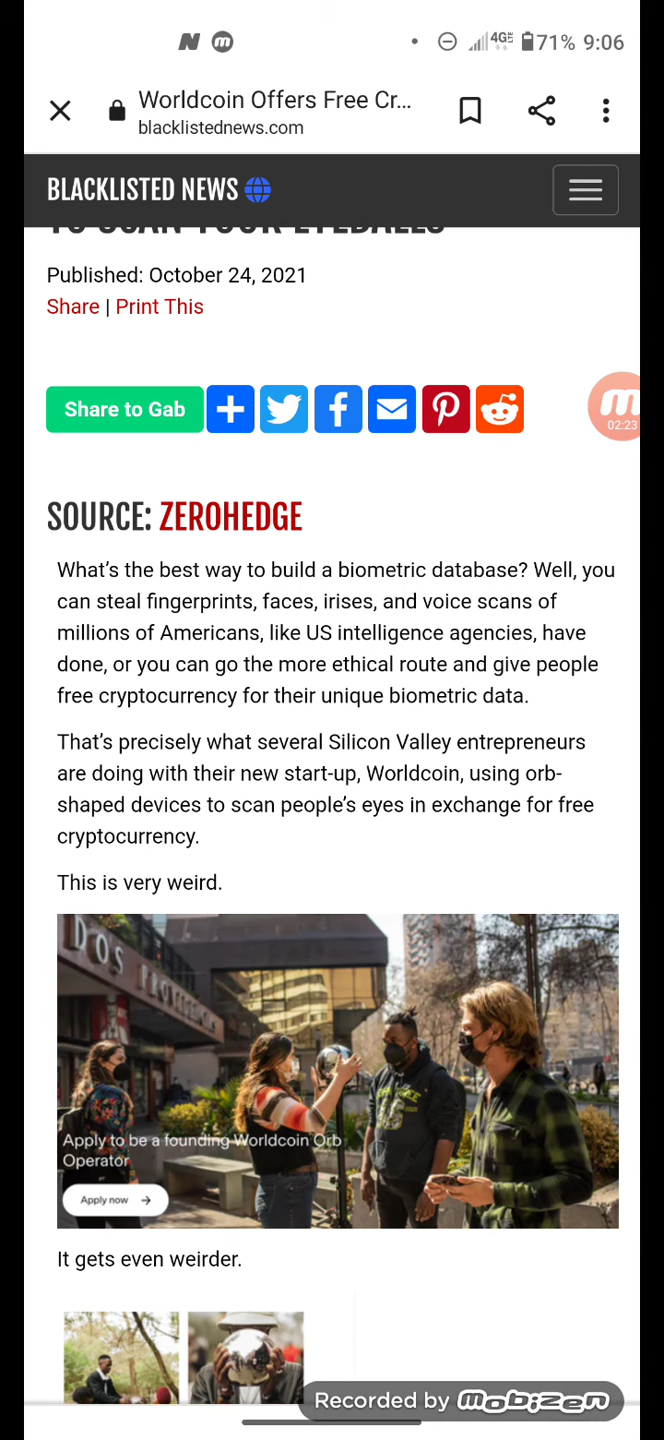 71% 9:06
Worldcoin Offers Free Cr...
blacklistednews.com
BLACKLISTED NEWS
TO SCAN YOUR EYEBALLS
Published: October 24, 2021
Share | Print This
Share to Gab
02:23
SOURCE: ZEROHEDGE
What’s the best way to build a biometric database? Well, you
can steal fingerprints, faces, irises, and voice scans of
millions of Americans, like US intelligence agencies, have
done, or you can go the more ethical route and give people
free cryptocurrency for their unique biometric data.
That’s precisely what several Silicon Valley entrepreneurs
are doing with their new start-up, Worldcoin, using orb-
shaped devices to scan people’s eyes in exchange for free
cryptocurrency.
This is very weird.
DOS
Apply to be a founding Worldcoin Orb
Operator
Apply now →
It gets even weirder.
Recorded by mobizen